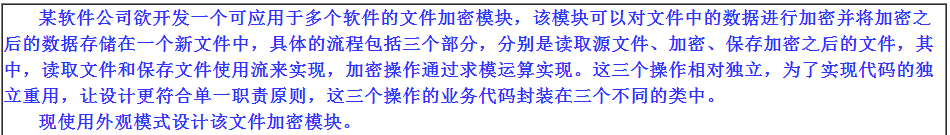 某软件公司欲开发一个可应用于多个软件的文件加密模块，该模块可以对文件中的数据进行加密并将加密之
后的数据存储在一个新文件中，具体的流程包括三个部分，分别是读取源文件、加密、保存加密之后的文件，其
中，读取文件和保存文件使用流来实现，加密操作通过求模运算实现。这三个操作相对独立，为了实现代码的独
立重用，让设计更符合单一职责原则，这三个操作的业务代码封装在三个不同的类中。
现使用外观模式设计该文件加密模块。